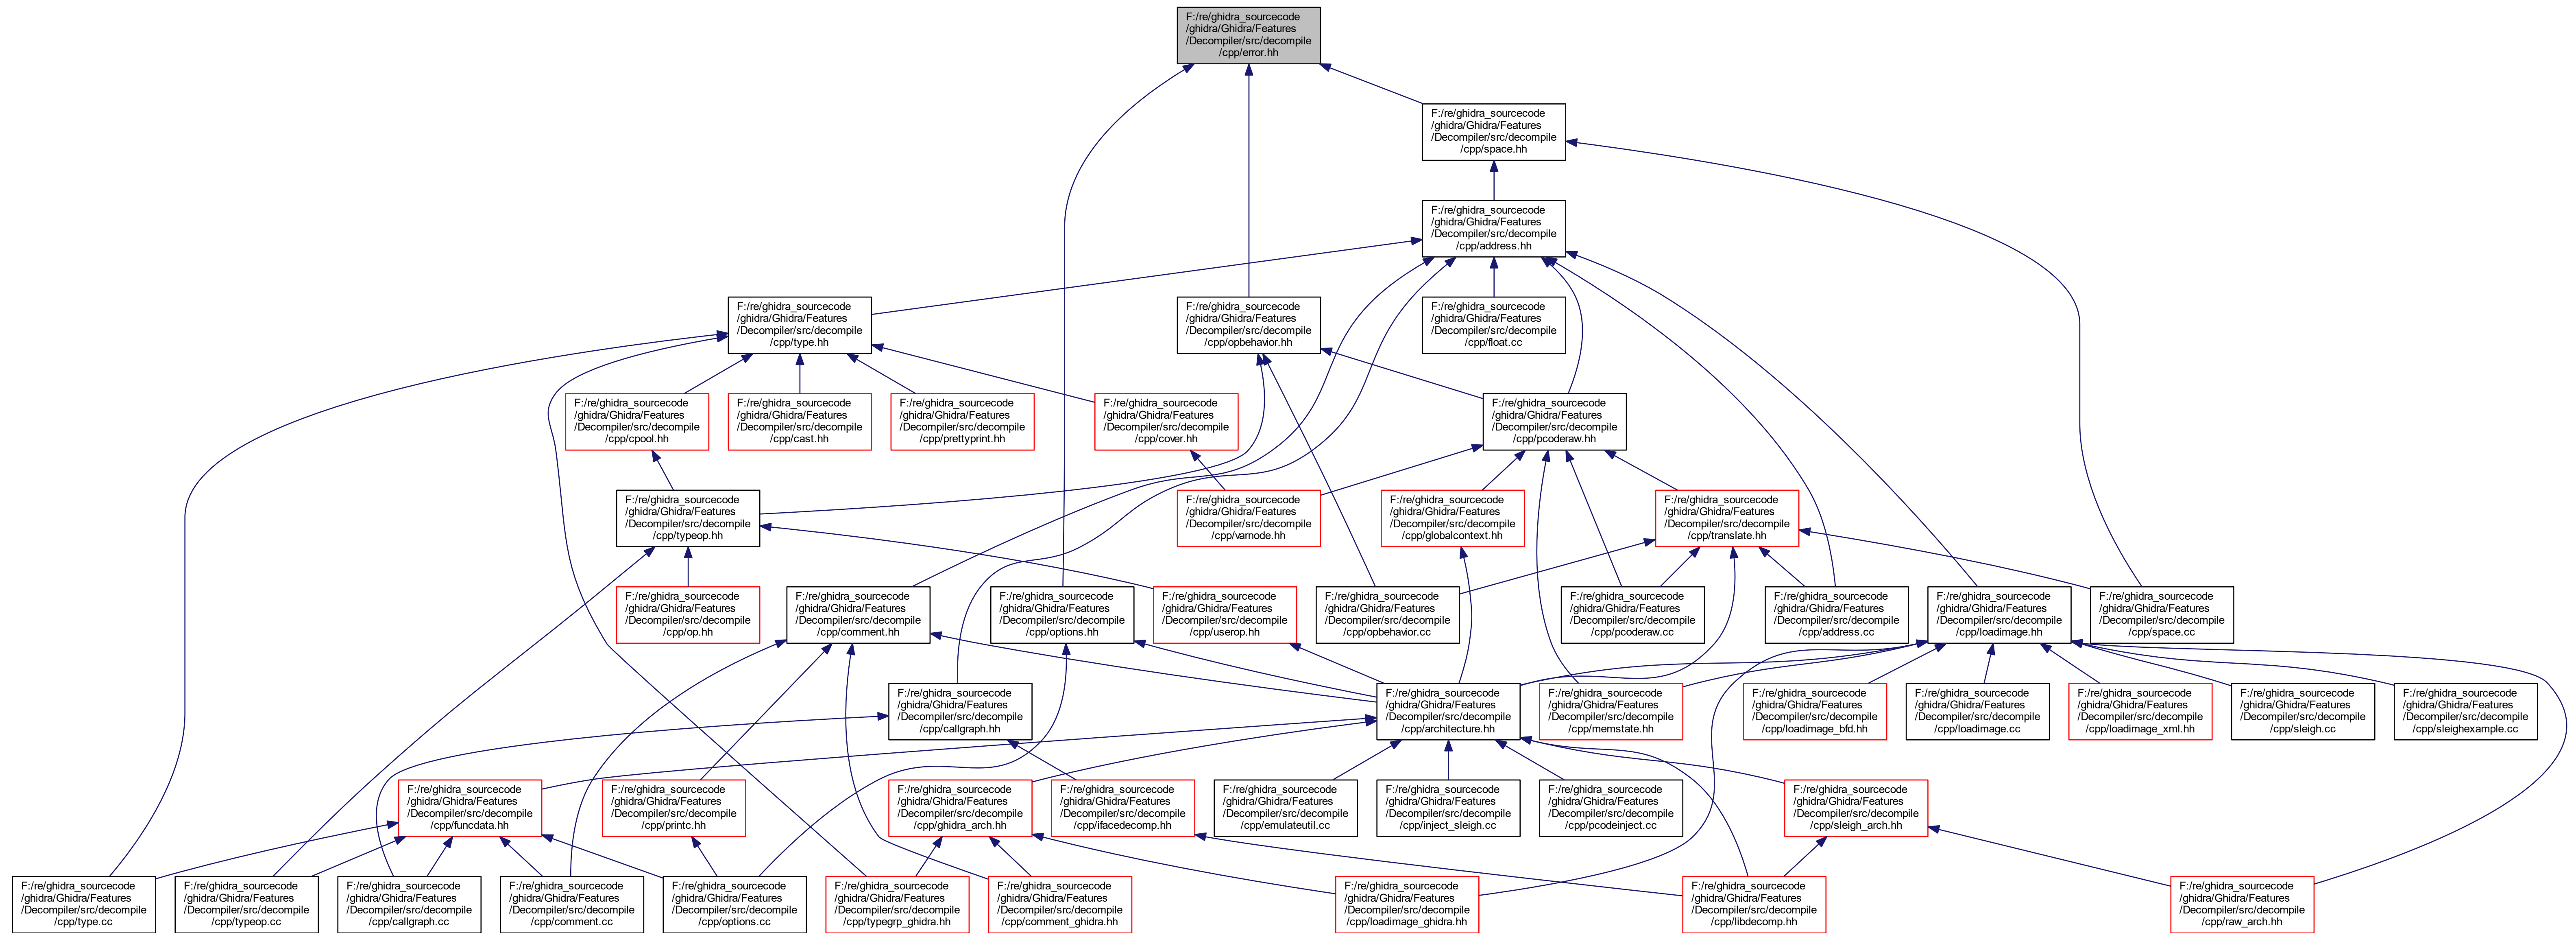 F:/re/ghidra_sourcecode
/ghidra/Ghidra/Features
/Decompiler/src/decompile
/cpp/error.hh
F:/re/ghidra_sourcecode
/ghidra/Ghidra/Features
/Decompiler/src/decompile
/cpp/space.hh
F:/re/ghidra_sourcecode
/ghidra/Ghidra/Features
/Decompiler/src/decompile
/cpp/address.hh
F:/re/ghidra_sourcecode
/ghidra/Ghidra/Features
/Decompiler/src/decompile
/cpp/type.hh
F:/re/ghidra_sourcecode
/ghidra/Ghidra/Features
/Decompiler/src/decompile
/cpp/opbehavior.hh
F:/re/ghidra_sourcecode
/ghidra/Ghidra/Features
/Decompiler/src/decompile
/cpp/float.cc
F:/re/ghidra_sourcecode
/ghidra/Ghidra/Features
/Decompiler/src/decompile
/cpp/cpool.hh
F:/re/ghidra_sourcecode
/ghidra/Ghidra/Features
/Decompiler/src/decompile
/cpp/cast.hh
F:/re/ghidra_sourcecode
/ghidra/Ghidra/Features
/Decompiler/src/decompile
/cpp/prettyprint.hh
F:/re/ghidra_sourcecode
/ghidra/Ghidra/Features
/Decompiler/src/decompile
/cpp/cover.hh
F:/re/ghidra_sourcecode
/ghidra/Ghidra/Features
/Decompiler/src/decompile
/cpp/pcoderaw.hh
F:/re/ghidra_sourcecode
/ghidra/Ghidra/Features
/Decompiler/src/decompile
/cpp/typeop.hh
F:/re/ghidra_sourcecode
/ghidra/Ghidra/Features
/Decompiler/src/decompile
/cpp/varnode.hh
F:/re/ghidra_sourcecode
/ghidra/Ghidra/Features
/Decompiler/src/decompile
/cpp/globalcontext.hh
F:/re/ghidra_sourcecode
/ghidra/Ghidra/Features
/Decompiler/src/decompile
/cpp/translate.hh
F:/re/ghidra_sourcecode
/ghidra/Ghidra/Features
/Decompiler/src/decompile
/cpp/op.hh
F:/re/ghidra_sourcecode
/ghidra/Ghidra/Features
/Decompiler/src/decompile
/cpp/comment.hh
F:/re/ghidra_sourcecode
/ghidra/Ghidra/Features
/Decompiler/src/decompile
/cpp/options.hh
F:/re/ghidra_sourcecode
/ghidra/Ghidra/Features
/Decompiler/src/decompile
/cpp/userop.hh
F:/re/ghidra_sourcecode
/ghidra/Ghidra/Features
/Decompiler/src/decompile
/cpp/opbehavior.cc
F:/re/ghidra_sourcecode
/ghidra/Ghidra/Features
/Decompiler/src/decompile
/cpp/pcoderaw.cc
F:/re/ghidra_sourcecode
/ghidra/Ghidra/Features
/Decompiler/src/decompile
/cpp/address.cc
F:/re/ghidra_sourcecode
/ghidra/Ghidra/Features
/Decompiler/src/decompile
/cpp/loadimage.hh
F:/re/ghidra_sourcecode
/ghidra/Ghidra/Features
/Decompiler/src/decompile
/cpp/space.cc
F:/re/ghidra_sourcecode
/ghidra/Ghidra/Features
/Decompiler/src/decompile
/cpp/callgraph.hh
F:/re/ghidra_sourcecode
/ghidra/Ghidra/Features
/Decompiler/src/decompile
/cpp/architecture.hh
F:/re/ghidra_sourcecode
/ghidra/Ghidra/Features
/Decompiler/src/decompile
/cpp/memstate.hh
F:/re/ghidra_sourcecode
/ghidra/Ghidra/Features
/Decompiler/src/decompile
/cpp/loadimage_bfd.hh
F:/re/ghidra_sourcecode
/ghidra/Ghidra/Features
/Decompiler/src/decompile
/cpp/loadimage.cc
F:/re/ghidra_sourcecode
/ghidra/Ghidra/Features
/Decompiler/src/decompile
/cpp/loadimage_xml.hh
F:/re/ghidra_sourcecode
/ghidra/Ghidra/Features
/Decompiler/src/decompile
/cpp/sleigh.cc
F:/re/ghidra_sourcecode
/ghidra/Ghidra/Features
/Decompiler/src/decompile
/cpp/sleighexample.cc
F:/re/ghidra_sourcecode
/ghidra/Ghidra/Features
/Decompiler/src/decompile
/cpp/funcdata.hh
F:/re/ghidra_sourcecode
/ghidra/Ghidra/Features
/Decompiler/src/decompile
/cpp/printc.hh
F:/re/ghidra_sourcecode
/ghidra/Ghidra/Features
/Decompiler/src/decompile
/cpp/ghidra_arch.hh
F:/re/ghidra_sourcecode
/ghidra/Ghidra/Features
/Decompiler/src/decompile
/cpp/ifacedecomp.hh
F:/re/ghidra_sourcecode
/ghidra/Ghidra/Features
/Decompiler/src/decompile
/cpp/emulateutil.cc
F:/re/ghidra_sourcecode
/ghidra/Ghidra/Features
/Decompiler/src/decompile
/cpp/inject_sleigh.cc
F:/re/ghidra_sourcecode
/ghidra/Ghidra/Features
/Decompiler/src/decompile
/cpp/pcodeinject.cc
F:/re/ghidra_sourcecode
/ghidra/Ghidra/Features
/Decompiler/src/decompile
/cpp/sleigh_arch.hh
F:/re/ghidra_sourcecode
/ghidra/Ghidra/Features
/Decompiler/src/decompile
/cpp/type.cc
F:/re/ghidra_sourcecode
/ghidra/Ghidra/Features
/Decompiler/src/decompile
/cpp/typeop.cc
F:/re/ghidra_sourcecode
/ghidra/Ghidra/Features
/Decompiler/src/decompile
/cpp/callgraph.cc
F:/re/ghidra_sourcecode
/ghidra/Ghidra/Features
/Decompiler/src/decompile
/cpp/comment.cc
F:/re/ghidra_sourcecode
/ghidra/Ghidra/Features
/Decompiler/src/decompile
/cpp/options.cc
F:/re/ghidra_sourcecode
/ghidra/Ghidra/Features
/Decompiler/src/decompile
/cpp/typegrp_ghidra.hh
F:/re/ghidra_sourcecode
/ghidra/Ghidra/Features
/Decompiler/src/decompile
/cpp/comment_ghidra.hh
F:/re/ghidra_sourcecode
/ghidra/Ghidra/Features
/Decompiler/src/decompile
/cpp/loadimage_ghidra.hh
F:/re/ghidra_sourcecode
/ghidra/Ghidra/Features
/Decompiler/src/decompile
/cpp/libdecomp.hh
F:/re/ghidra_sourcecode
/ghidra/Ghidra/Features
/Decompiler/src/decompile
/cpp/raw_arch.hh